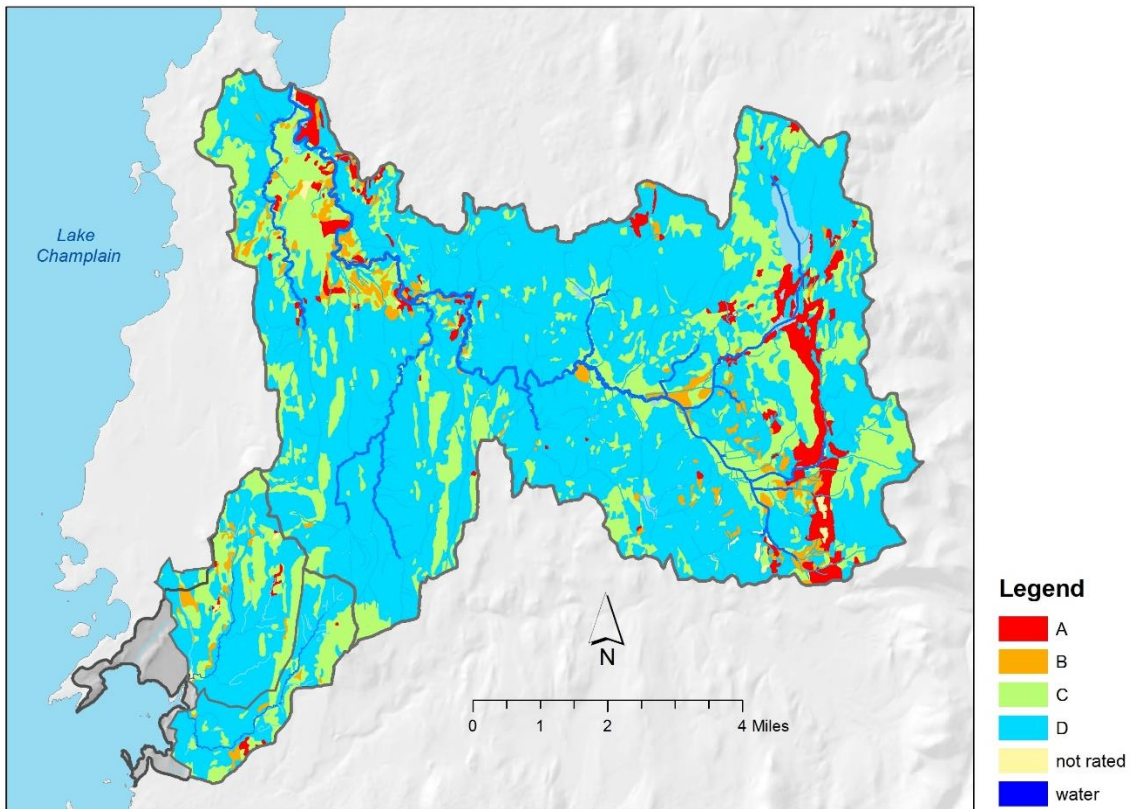 Lake
Champlain
N
0 1 2 4 Miles
Legend
A
B
C
D
not rated
water